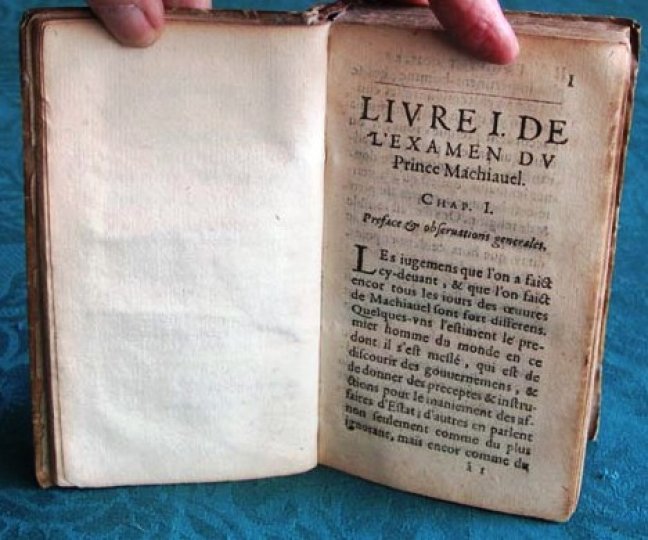 1
LIVRE I. DE
L'EXAMEN DV
Prince Machiauel.
CHAP. I.
Preface & obseruations generales.
LEs iugemens que l'on a faict
cy-deuant, & que l'on faict
encor tous les iours des œuures
de Machiauel sont fort differens.
Quelques-vns l'estiment le pre-
mier homme du monde en ce
dont il s'est meslé, qui est de
discourir des gouuernemens, &
de donner des preceptes & instru-
ctions pour le maniement des af-
faires d'Estat; d'autres en parlent
non seulement comme du plus
ignorant, mais encor comme du
à 1